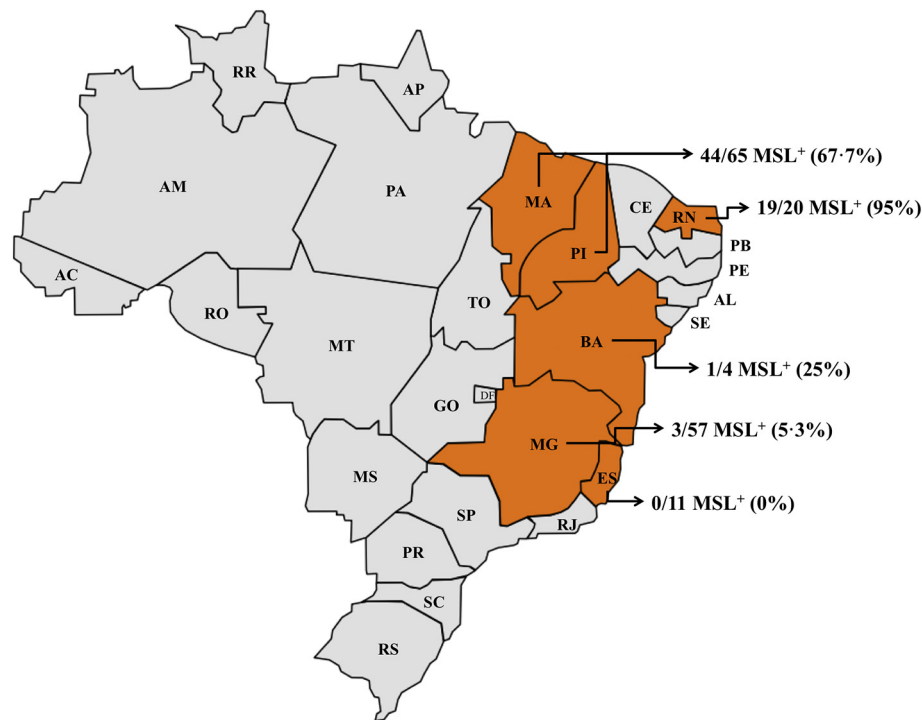 RR
AP
44/65 MSL⁺ (67·7%)
AM
PA
MA
CE
RN
19/20 MSL⁺ (95%)
PI
PB
PE
AC
TO
AL
RO
SE
MT
BA
1/4 MSL⁺ (25%)
GO
DF
3/57 MSL⁺ (5·3%)
MG
MS
ES
0/11 MSL⁺ (0%)
SP
RJ
PR
SC
RS